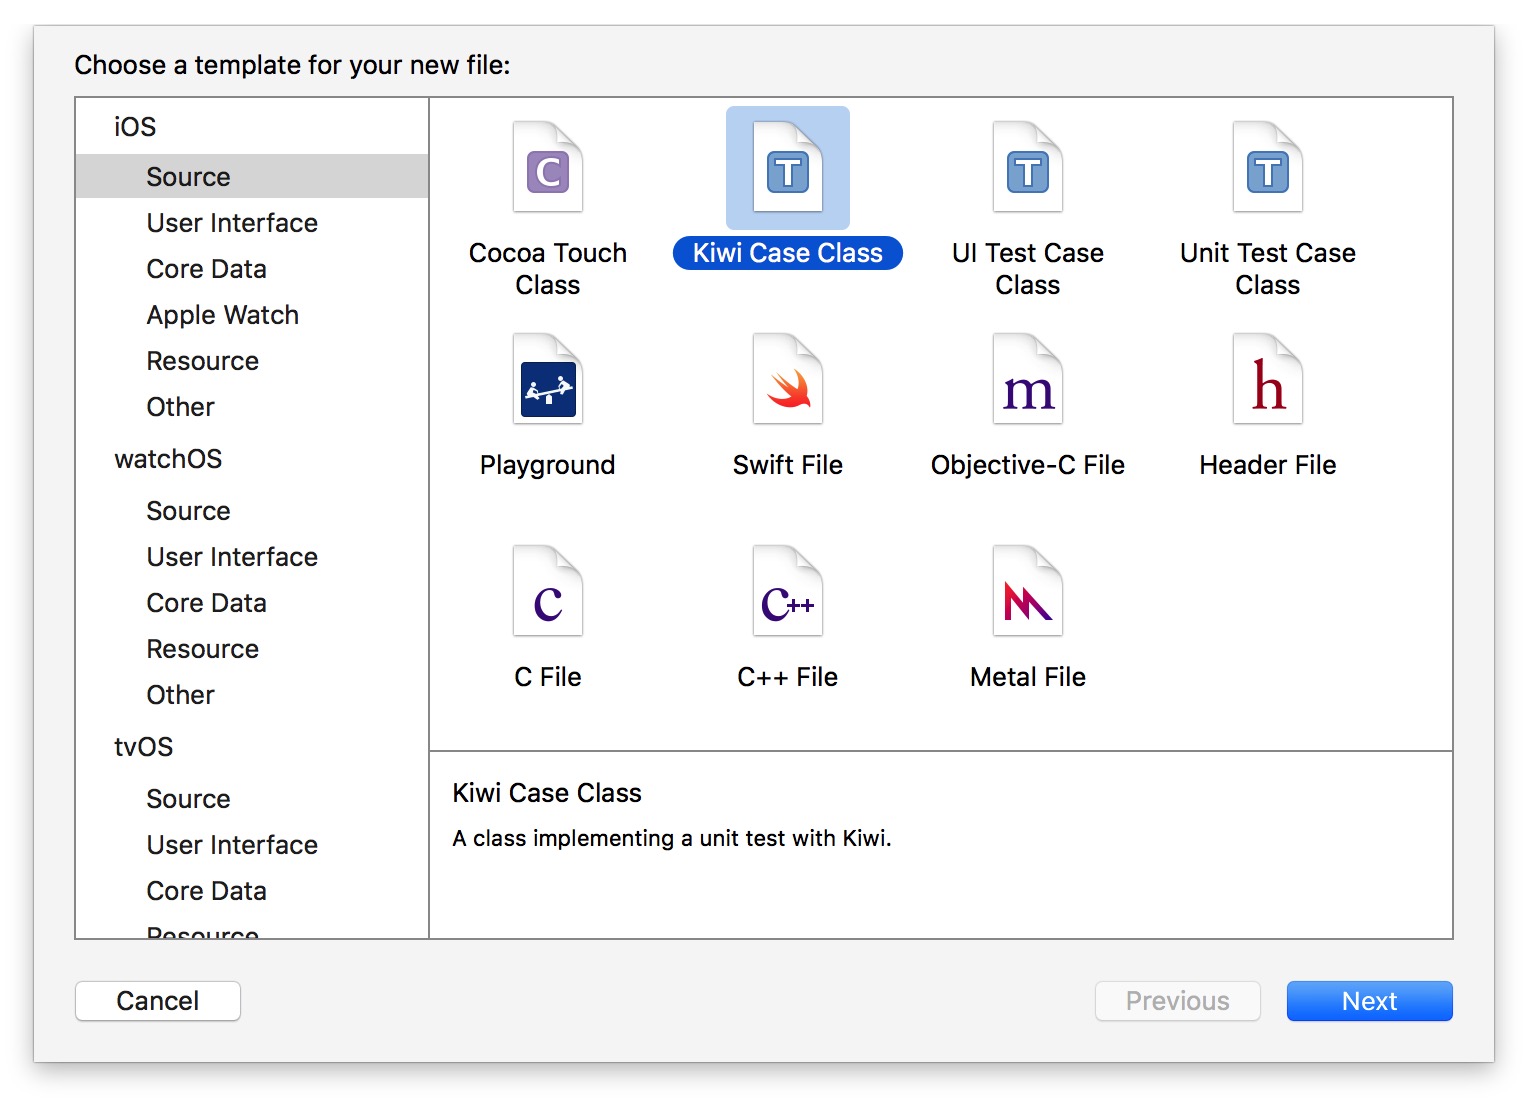 Choose a template for your new file:
iOS
Source
User Interface
Core Data
Apple Watch
Resource
Other
watchOS
Source
User Interface
Core Data
Resource
Other
tvOS
Source
User Interface
Core Data
Resource
C
T
T
T
Cocoa Touch
Class
Kiwi Case Class
UI Test Case
Class
Unit Test Case
Class
m
h
Playground
Swift File
Objective-C File
Header File
C
C++
C File
C++ File
Metal File
Kiwi Case Class
A class implementing a unit test with Kiwi.
Cancel
Previous
Next